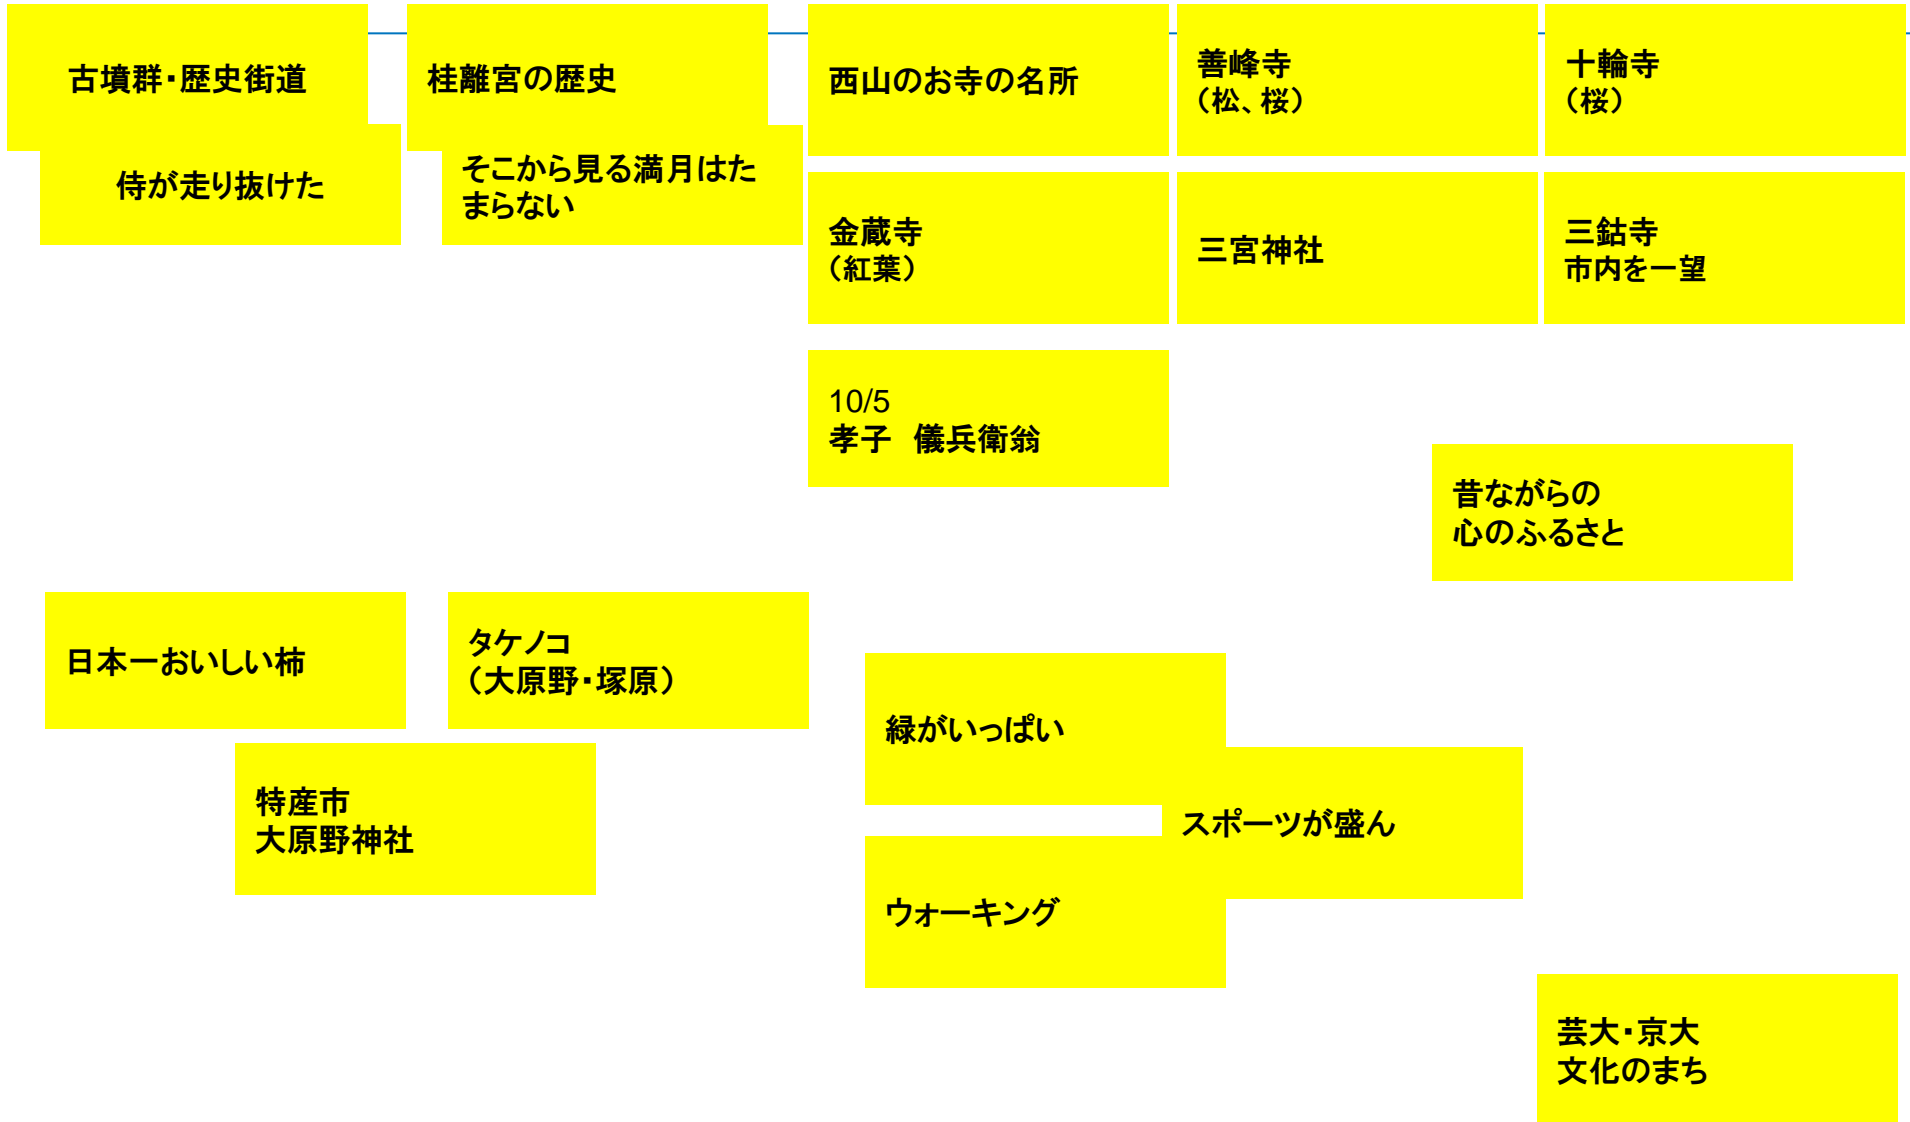 古墳群・歴史街道
侍が走り抜けた
桂離宮の歴史
そこから見る満月はた
まらない
西山のお寺の名所
善峰寺
（松、桜）
十輪寺
（桜）
金蔵寺
（紅葉）
三宮神社
三鈷寺
市内を一望
10/5
孝子　儀兵衛翁
昔ながらの
心のふるさと
日本一おいしい柿
タケノコ
（大原野・塚原）
特産市
大原野神社
緑がいっぱい
スポーツが盛ん
ウォーキング
芸大・京大
文化のまち